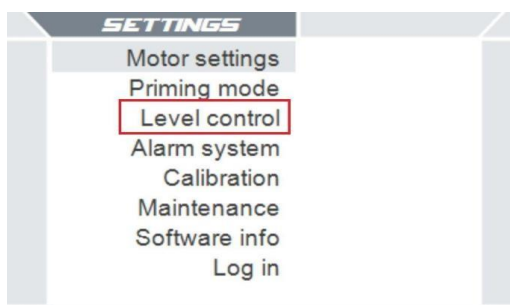 SETTINGS
Motor settings
Priming mode
Level control
Alarm system
Calibration
Maintenance
Software info
Log in